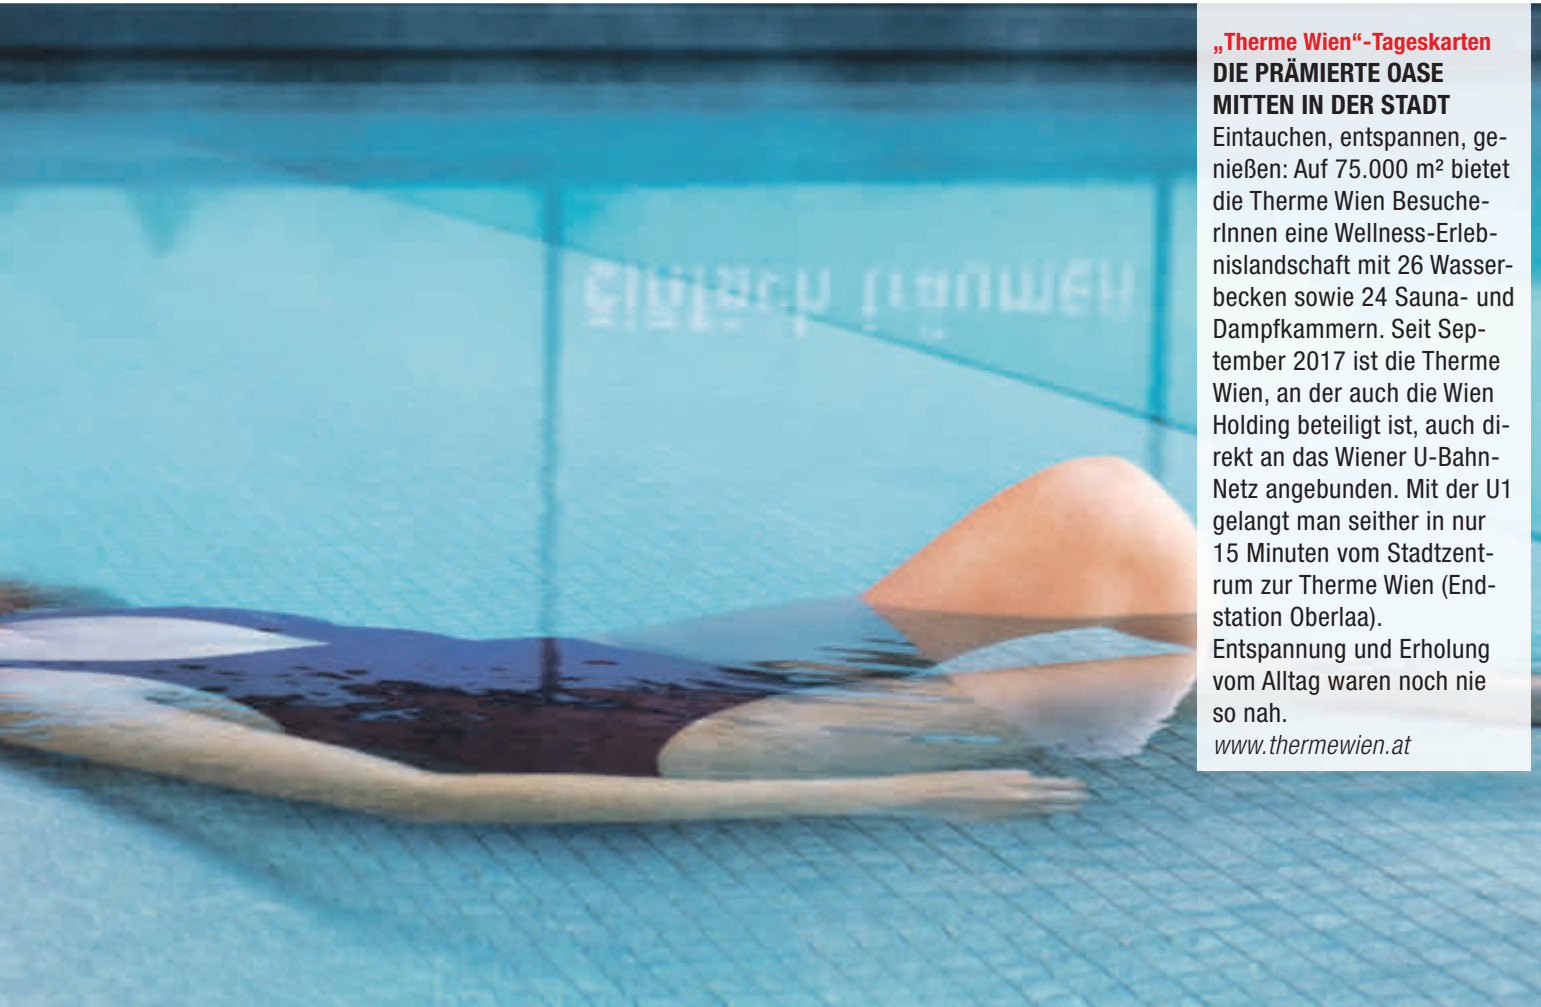 „Therme Wien“-Tageskarten
DIE PRÄMIERTE OASE
MITTEN IN DER STADT
Eintauchen, entspannen, ge-
nießen: Auf 75.000 m² bietet
die Therme Wien Besuche-
rInnen eine Wellness-Erleb-
nislandschaft mit 26 Wasser-
becken sowie 24 Sauna- und
Dampfkammern. Seit Sep-
tember 2017 ist die Therme
Wien, an der auch die Wien
Holding beteiligt ist, auch di-
rekt an das Wiener U-Bahn-
Netz angebunden. Mit der U1
gelangt man seither in nur
15 Minuten vom Stadtzent-
rum zur Therme Wien (End-
station Oberlaa).
Entspannung und Erholung
vom Alltag waren noch nie
so nah.
www.thermewien.at
einfach träumen